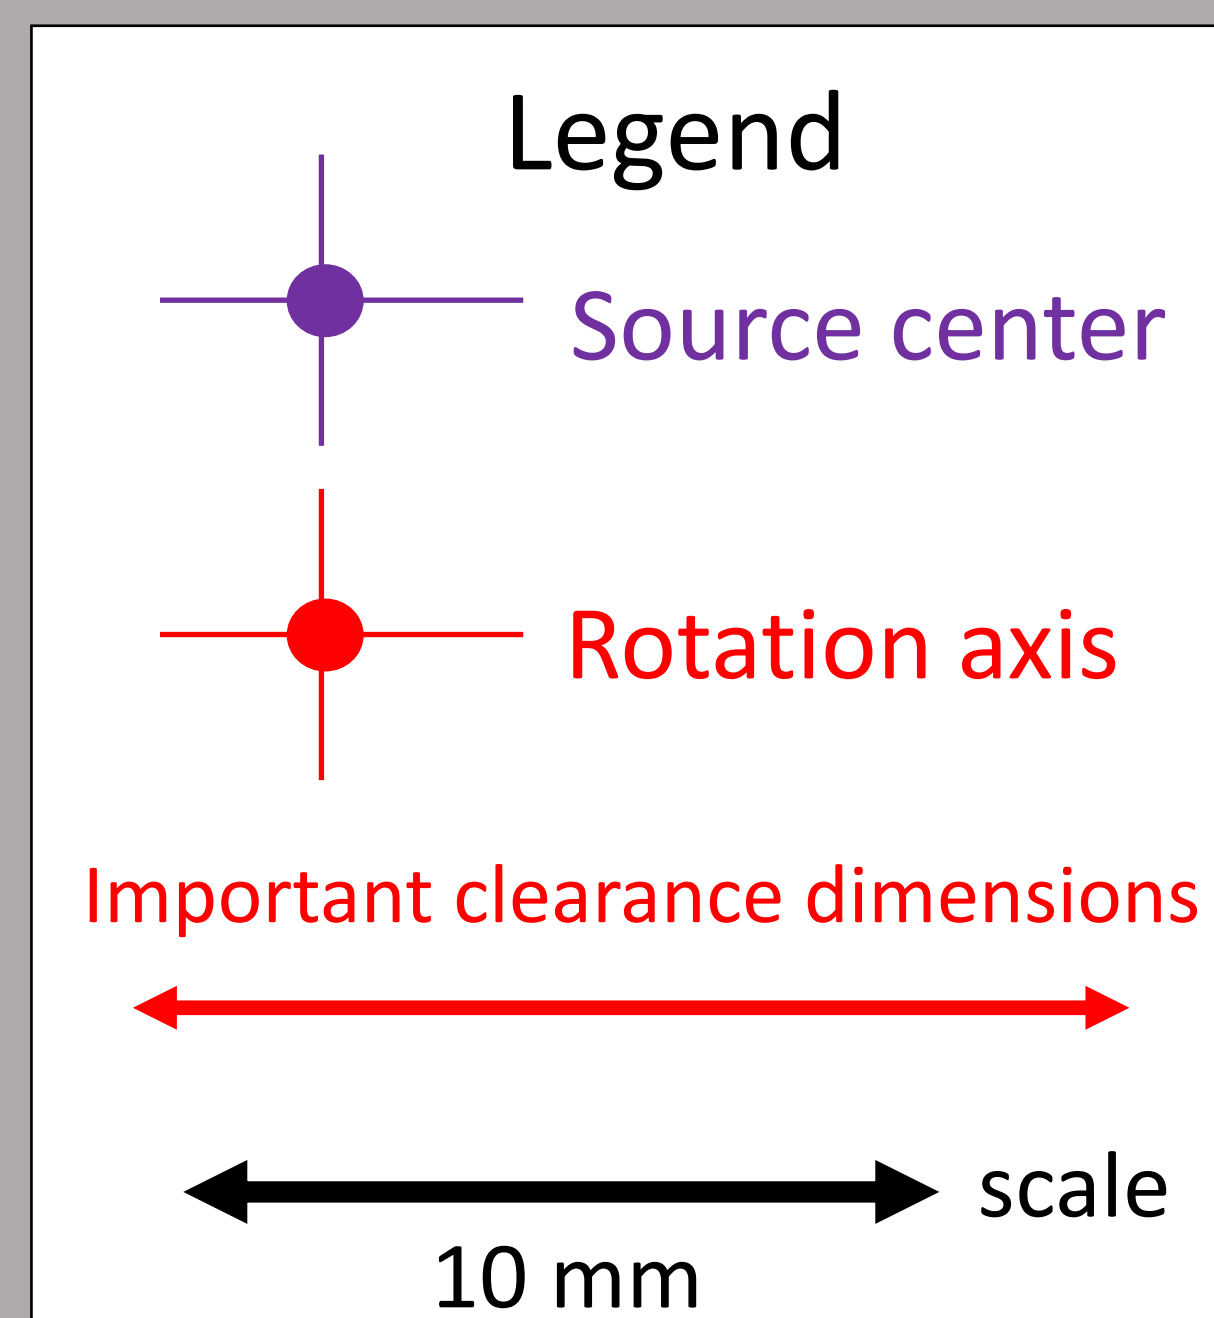 Legend
Source center
Rotation axis
Important clearance dimensions
scale
10 mm